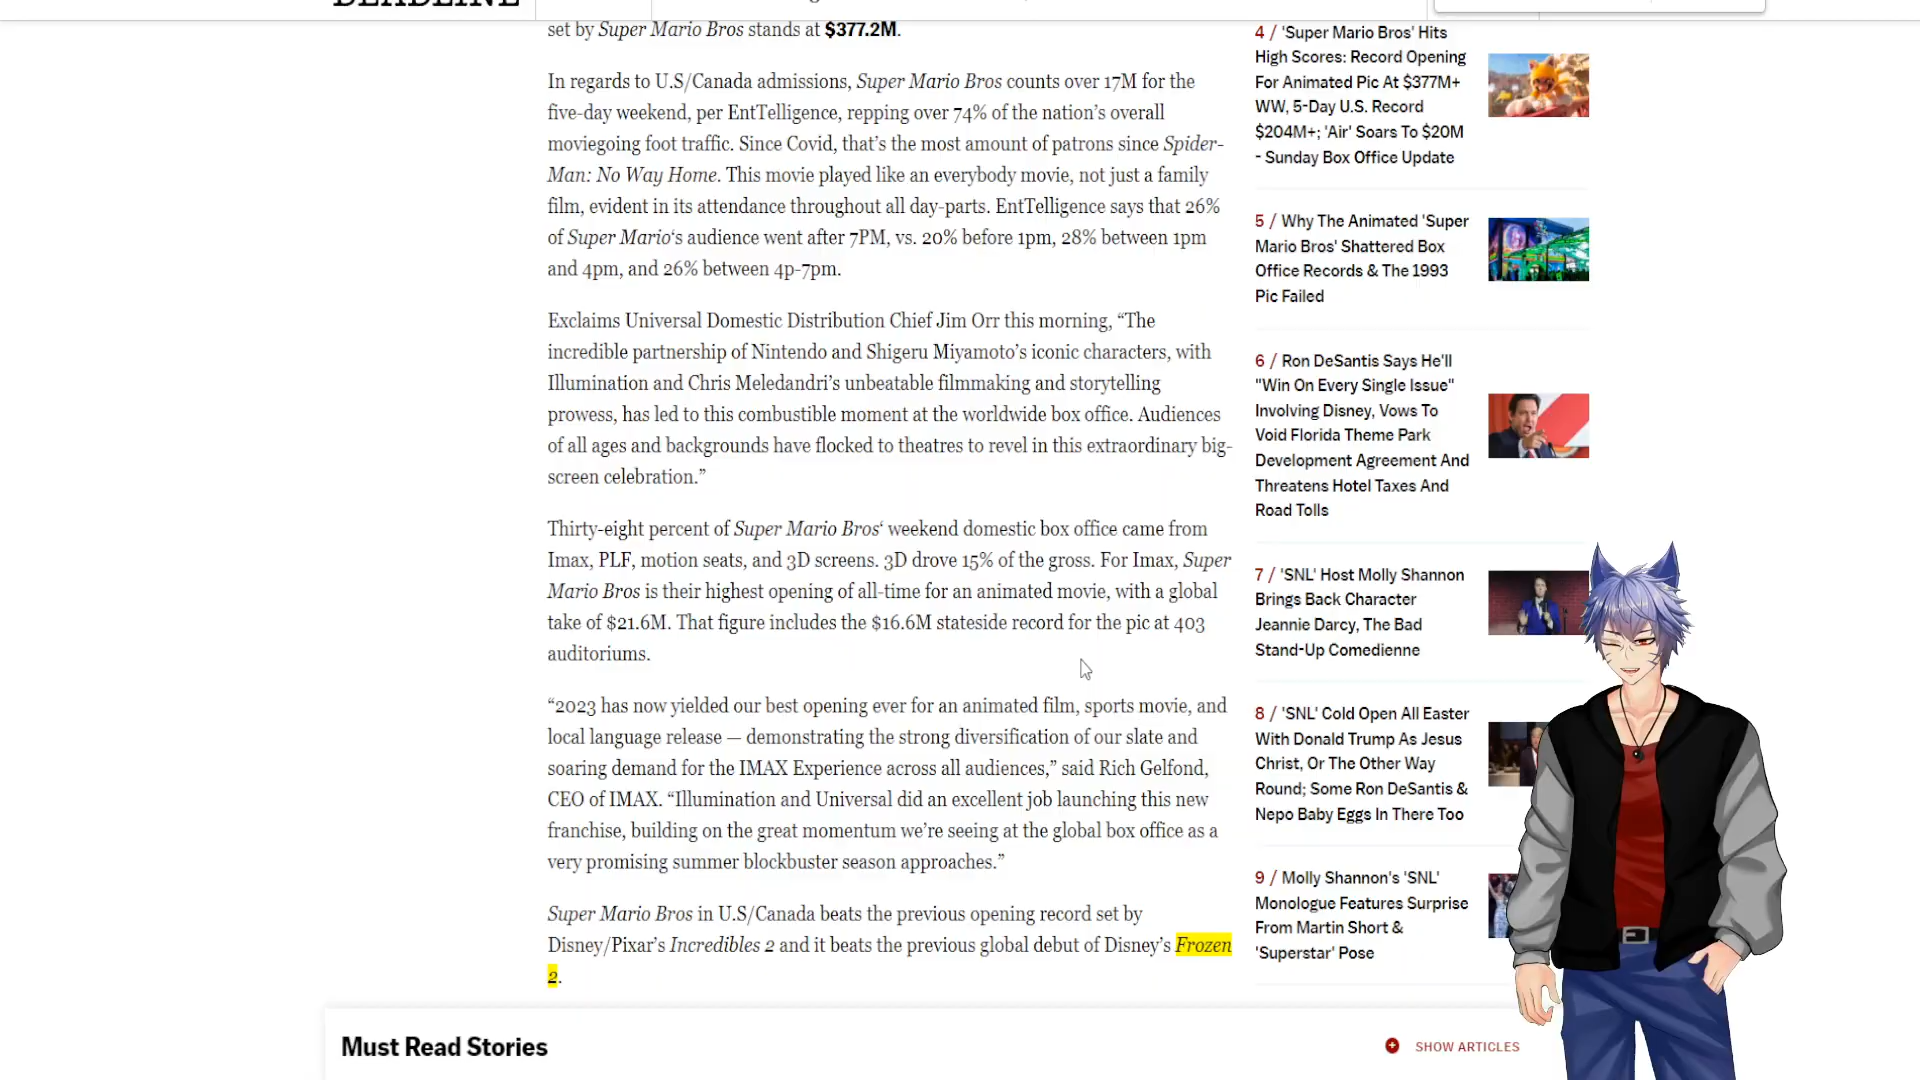 DEADLINE
set by Super Mario Bros stands at $377.2M.
In regards to U.S/Canada admissions, Super Mario Bros counts over 17M for the
five-day weekend, per EntTelligence, repping over 74% of the nation’s overall
moviegoing foot traffic. Since Covid, that’s the most amount of patrons since Spider-
Man: No Way Home. This movie played like an everybody movie, not just a family
film, evident in its attendance throughout all day-parts. EntTelligence says that 26%
of Super Mario‘s audience went after 7PM, vs. 20% before 1pm, 28% between 1pm
and 4pm, and 26% between 4p-7pm.
Exclaims Universal Domestic Distribution Chief Jim Orr this morning, “The
incredible partnership of Nintendo and Shigeru Miyamoto’s iconic characters, with
Illumination and Chris Meledandri’s unbeatable filmmaking and storytelling
prowess, has led to this combustible moment at the worldwide box office. Audiences
of all ages and backgrounds have flocked to theatres to revel in this extraordinary big-
screen celebration.”
Thirty-eight percent of Super Mario Bros‘ weekend domestic box office came from
Imax, PLF, motion seats, and 3D screens. 3D drove 15% of the gross. For Imax, Super
Mario Bros is their highest opening of all-time for an animated movie, with a global
take of $21.6M. That figure includes the $16.6M stateside record for the pic at 403
auditoriums.
“2023 has now yielded our best opening ever for an animated film, sports movie, and
local language release — demonstrating the strong diversification of our slate and
soaring demand for the IMAX Experience across all audiences,” said Rich Gelfond,
CEO of IMAX. “Illumination and Universal did an excellent job launching this new
franchise, building on the great momentum we’re seeing at the global box office as a
very promising summer blockbuster season approaches.”
Super Mario Bros in U.S/Canada beats the previous opening record set by
Disney/Pixar’s Incredibles 2 and it beats the previous global debut of Disney’s Frozen
2.
4 / 'Super Mario Bros' Hits
High Scores: Record Opening
For Animated Pic At $377M+
WW, 5-Day U.S. Record
$204M+; 'Air' Soars To $20M
- Sunday Box Office Update
5 / Why The Animated 'Super
Mario Bros' Shattered Box
Office Records & The 1993
Pic Failed
6 / Ron DeSantis Says He'll
"Win On Every Single Issue"
Involving Disney, Vows To
Void Florida Theme Park
Development Agreement And
Threatens Hotel Taxes And
Road Tolls
7 / 'SNL' Host Molly Shannon
Brings Back Character
Jeannie Darcy, The Bad
Stand-Up Comedienne
8 / 'SNL' Cold Open All Easter
With Donald Trump As Jesus
Christ, Or The Other Way
Round; Some Ron DeSantis &
Nepo Baby Eggs In There Too
9 / Molly Shannon's 'SNL'
Monologue Features Surprise
From Martin Short &
'Superstar' Pose
Must Read Stories
SHOW ARTICLES